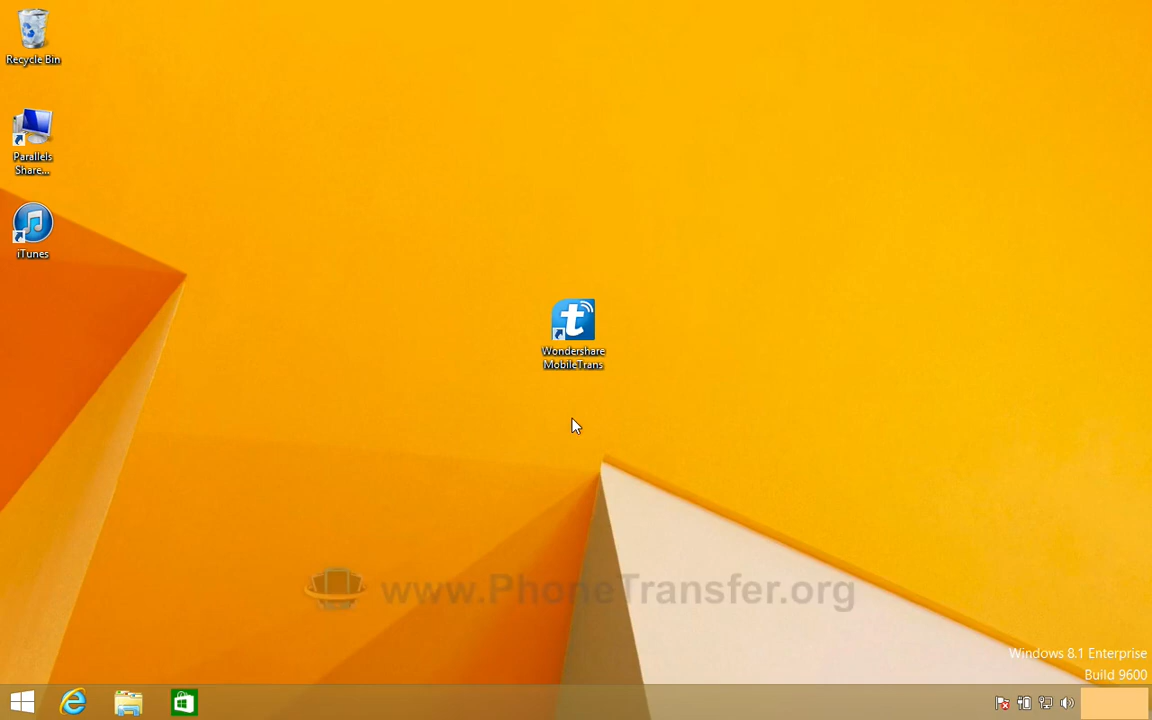 Recycle Bin
Parallels
Share...
iTunes
Wondershare
MobileTrans
www.PhoneTransfer.org
Windows 8.1 Enterprise
Build 9600